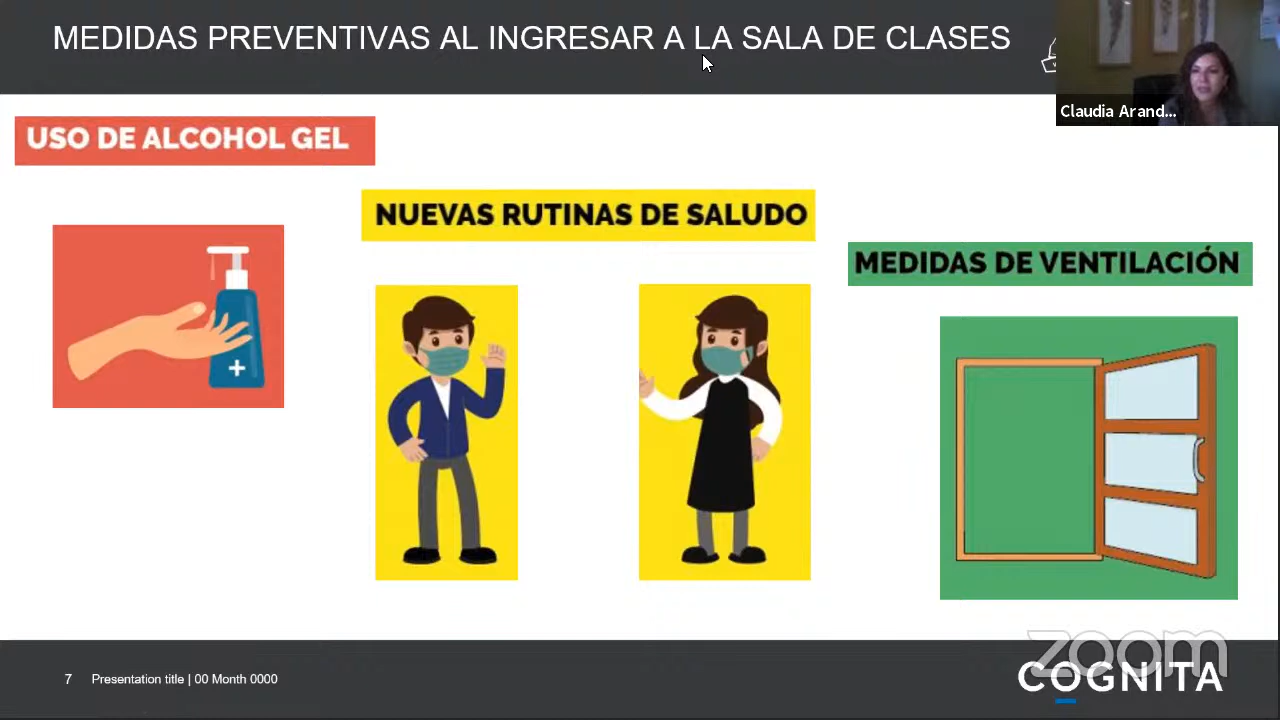 MEDIDAS PREVENTIVAS AL INGRESAR A LA SALA DE CLASES
Claudia Arand...
USO DE ALCOHOL GEL
NUEVAS RUTINAS DE SALUDO
MEDIDAS DE VENTILACIÓN
zoom
7 Presentation title | 00 Month 0000
COGNITA